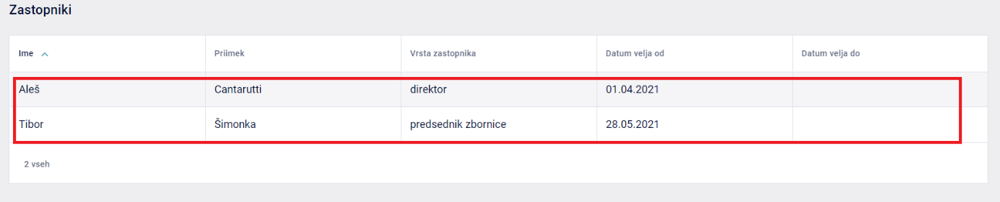 Zastopniki
Ime Priimek Vrsta zastopnika Datum velja od Datum velja do
Aleš Cantarutti direktor 01.04.2021
Tibor Šimonka predsednik zbornice 28.05.2021
2 vseh